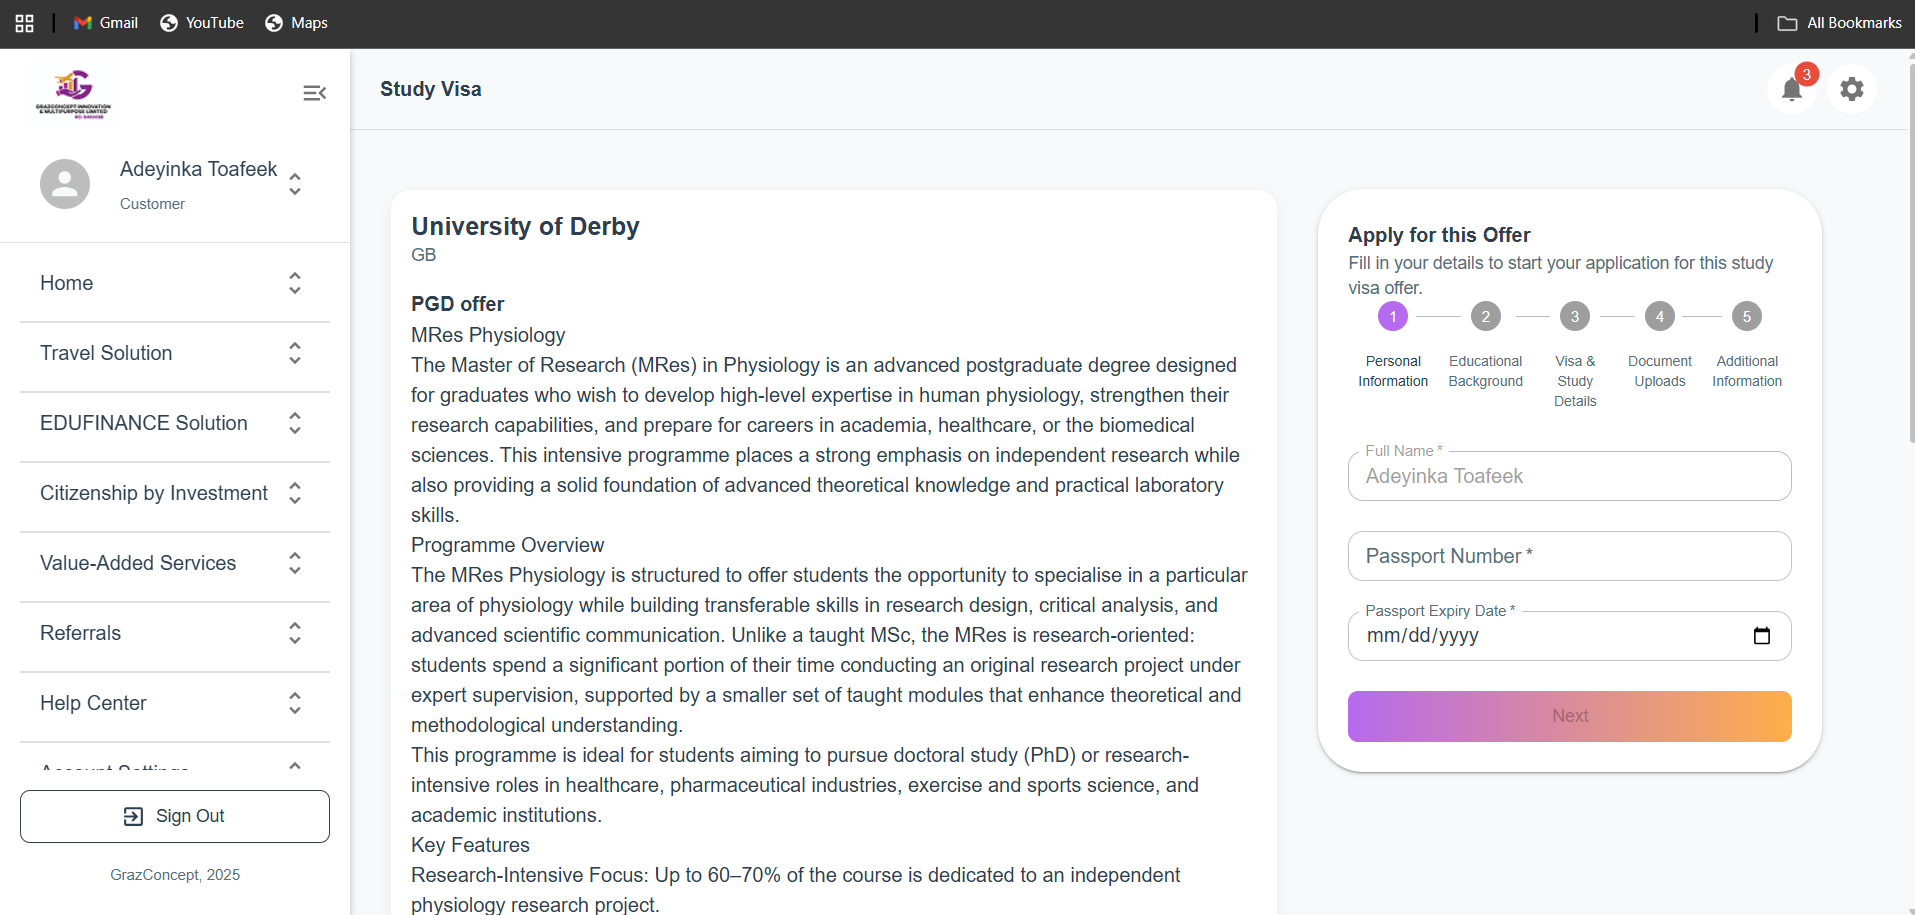 Gmail
YouTube
Maps
All Bookmarks
GRAZCONCEPT INNOVATION
& MULTIPURPOSE LIMITED
Adeyinka Toafeek
Customer
Home
Travel Solution
EDUFINANCE Solution
Citizenship by Investment
Value-Added Services
Referrals
Help Center
Account Settings
Sign Out
GrazConcept, 2025
Study Visa
3
University of Derby
GB
PGD offer
MRes Physiology
The Master of Research (MRes) in Physiology is an advanced postgraduate degree designed
for graduates who wish to develop high-level expertise in human physiology, strengthen their
research capabilities, and prepare for careers in academia, healthcare, or the biomedical
sciences. This intensive programme places a strong emphasis on independent research while
also providing a solid foundation of advanced theoretical knowledge and practical laboratory
skills.
Programme Overview
The MRes Physiology is structured to offer students the opportunity to specialise in a particular
area of physiology while building transferable skills in research design, critical analysis, and
advanced scientific communication. Unlike a taught MSc, the MRes is research-oriented:
students spend a significant portion of their time conducting an original research project under
expert supervision, supported by a smaller set of taught modules that enhance theoretical and
methodological understanding.
This programme is ideal for students aiming to pursue doctoral study (PhD) or research-
intensive roles in healthcare, pharmaceutical industries, exercise and sports science, and
academic institutions.
Key Features
Research-Intensive Focus: Up to 60–70% of the course is dedicated to an independent
physiology research project.
Apply for this Offer
Fill in your details to start your application for this study
visa offer.
1 2 3 4 5
Personal Information
Educational Background
Visa & Study Details
Document Uploads
Additional Information
Full Name *
Adeyinka Toafeek
Passport Number *
Passport Expiry Date *
mm/dd/yyyy
Next